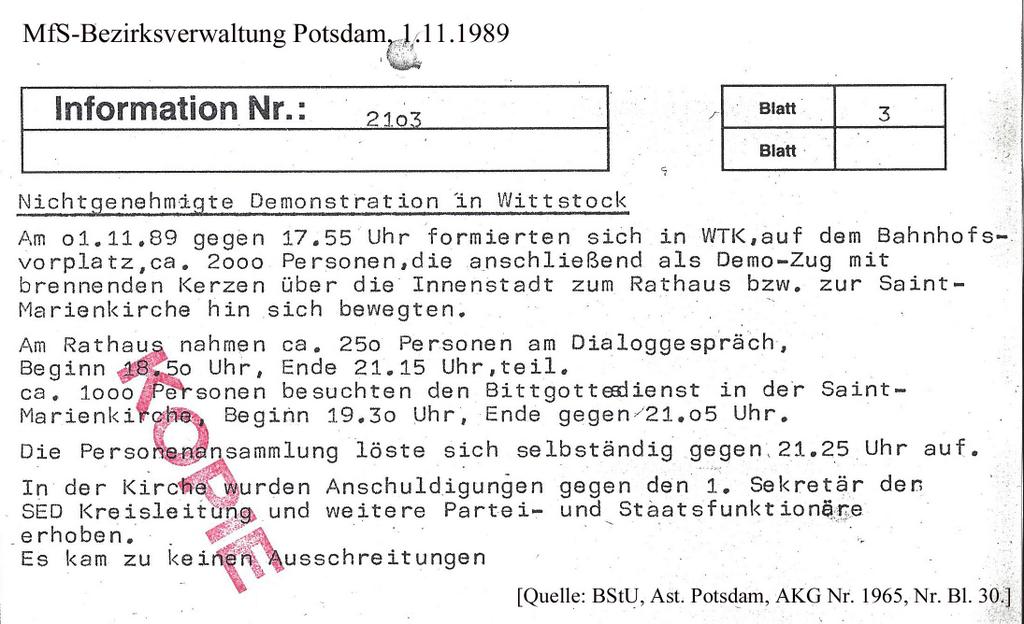 MfS-Bezirksverwaltung Potsdam, 1.11.1989
Information Nr.: 21o3
Blatt 3
Blatt
Nichtgenehmigte Demonstration in Wittstock
Am o1.11.89 gegen 17.55 Uhr formierten sich in WTK,auf dem Bahnhofs-
vorplatz,ca. 2ooo Personen,die anschließend als Demo-Zug mit
brennenden Kerzen über die Innenstadt zum Rathaus bzw. zur Saint-
Marienkirche hin sich bewegten.
Am Rathaus nahmen ca. 25o Personen am Dialoggespräch,
Beginn 18.5o Uhr, Ende 21.15 Uhr,teil.
ca. 1ooo Personen besuchten den Bittgottesdienst in der Saint-
Marienkirche, Beginn 19.3o Uhr, Ende gegen 21.o5 Uhr.
Die Personenansammlung löste sich selbständig gegen 21.25 Uhr auf.
In der Kirche wurden Anschuldigungen gegen den 1. Sekretär der
SED Kreisleitung und weitere Partei- und Staatsfunktionäre
erhoben.
Es kam zu keinen Ausschreitungen
KOPIE
[Quelle: BStU, Ast. Potsdam, AKG Nr. 1965, Nr. Bl. 30.]